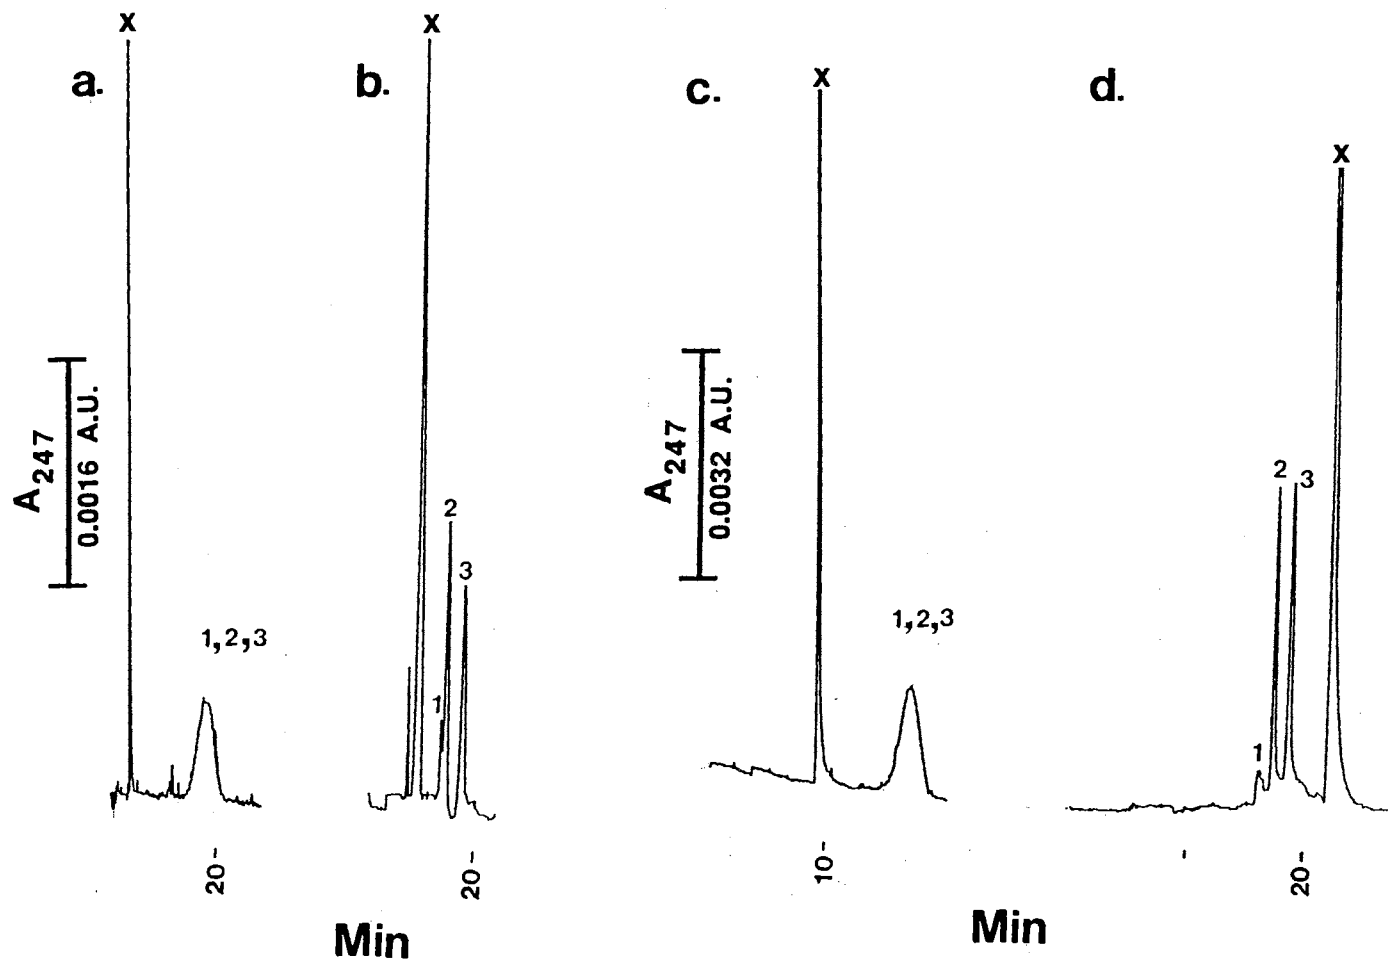 a.
X
b.
X
c.
X
d.
X
A247
0.0016 A.U.
1,2,3
1
2
3
A247
0.0032 A.U.
1,2,3
1
2
3
20-
20-
10-
-
20-
Min
Min